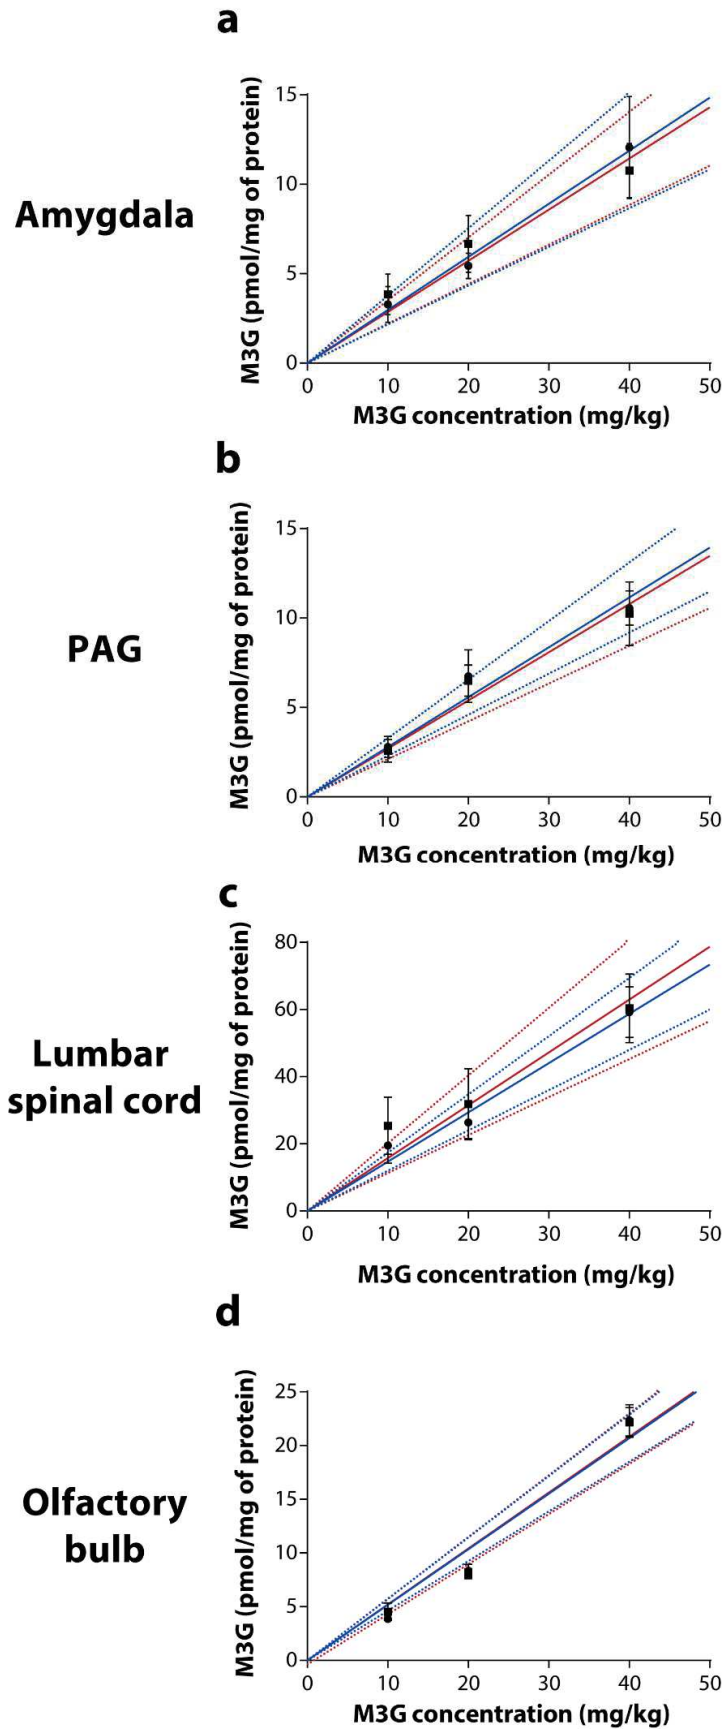 a
Amygdala
M3G (pmol/mg of protein)
15
10
5
0
0 10 20 30 40 50
M3G concentration (mg/kg)
b
PAG
M3G (pmol/mg of protein)
15
10
5
0
0 10 20 30 40 50
M3G concentration (mg/kg)
c
Lumbar
spinal cord
M3G (pmol/mg of protein)
80
60
40
20
0
0 10 20 30 40 50
M3G concentration (mg/kg)
d
Olfactory
bulb
M3G (pmol/mg of protein)
25
20
15
10
5
0
0 10 20 30 40 50
M3G concentration (mg/kg)